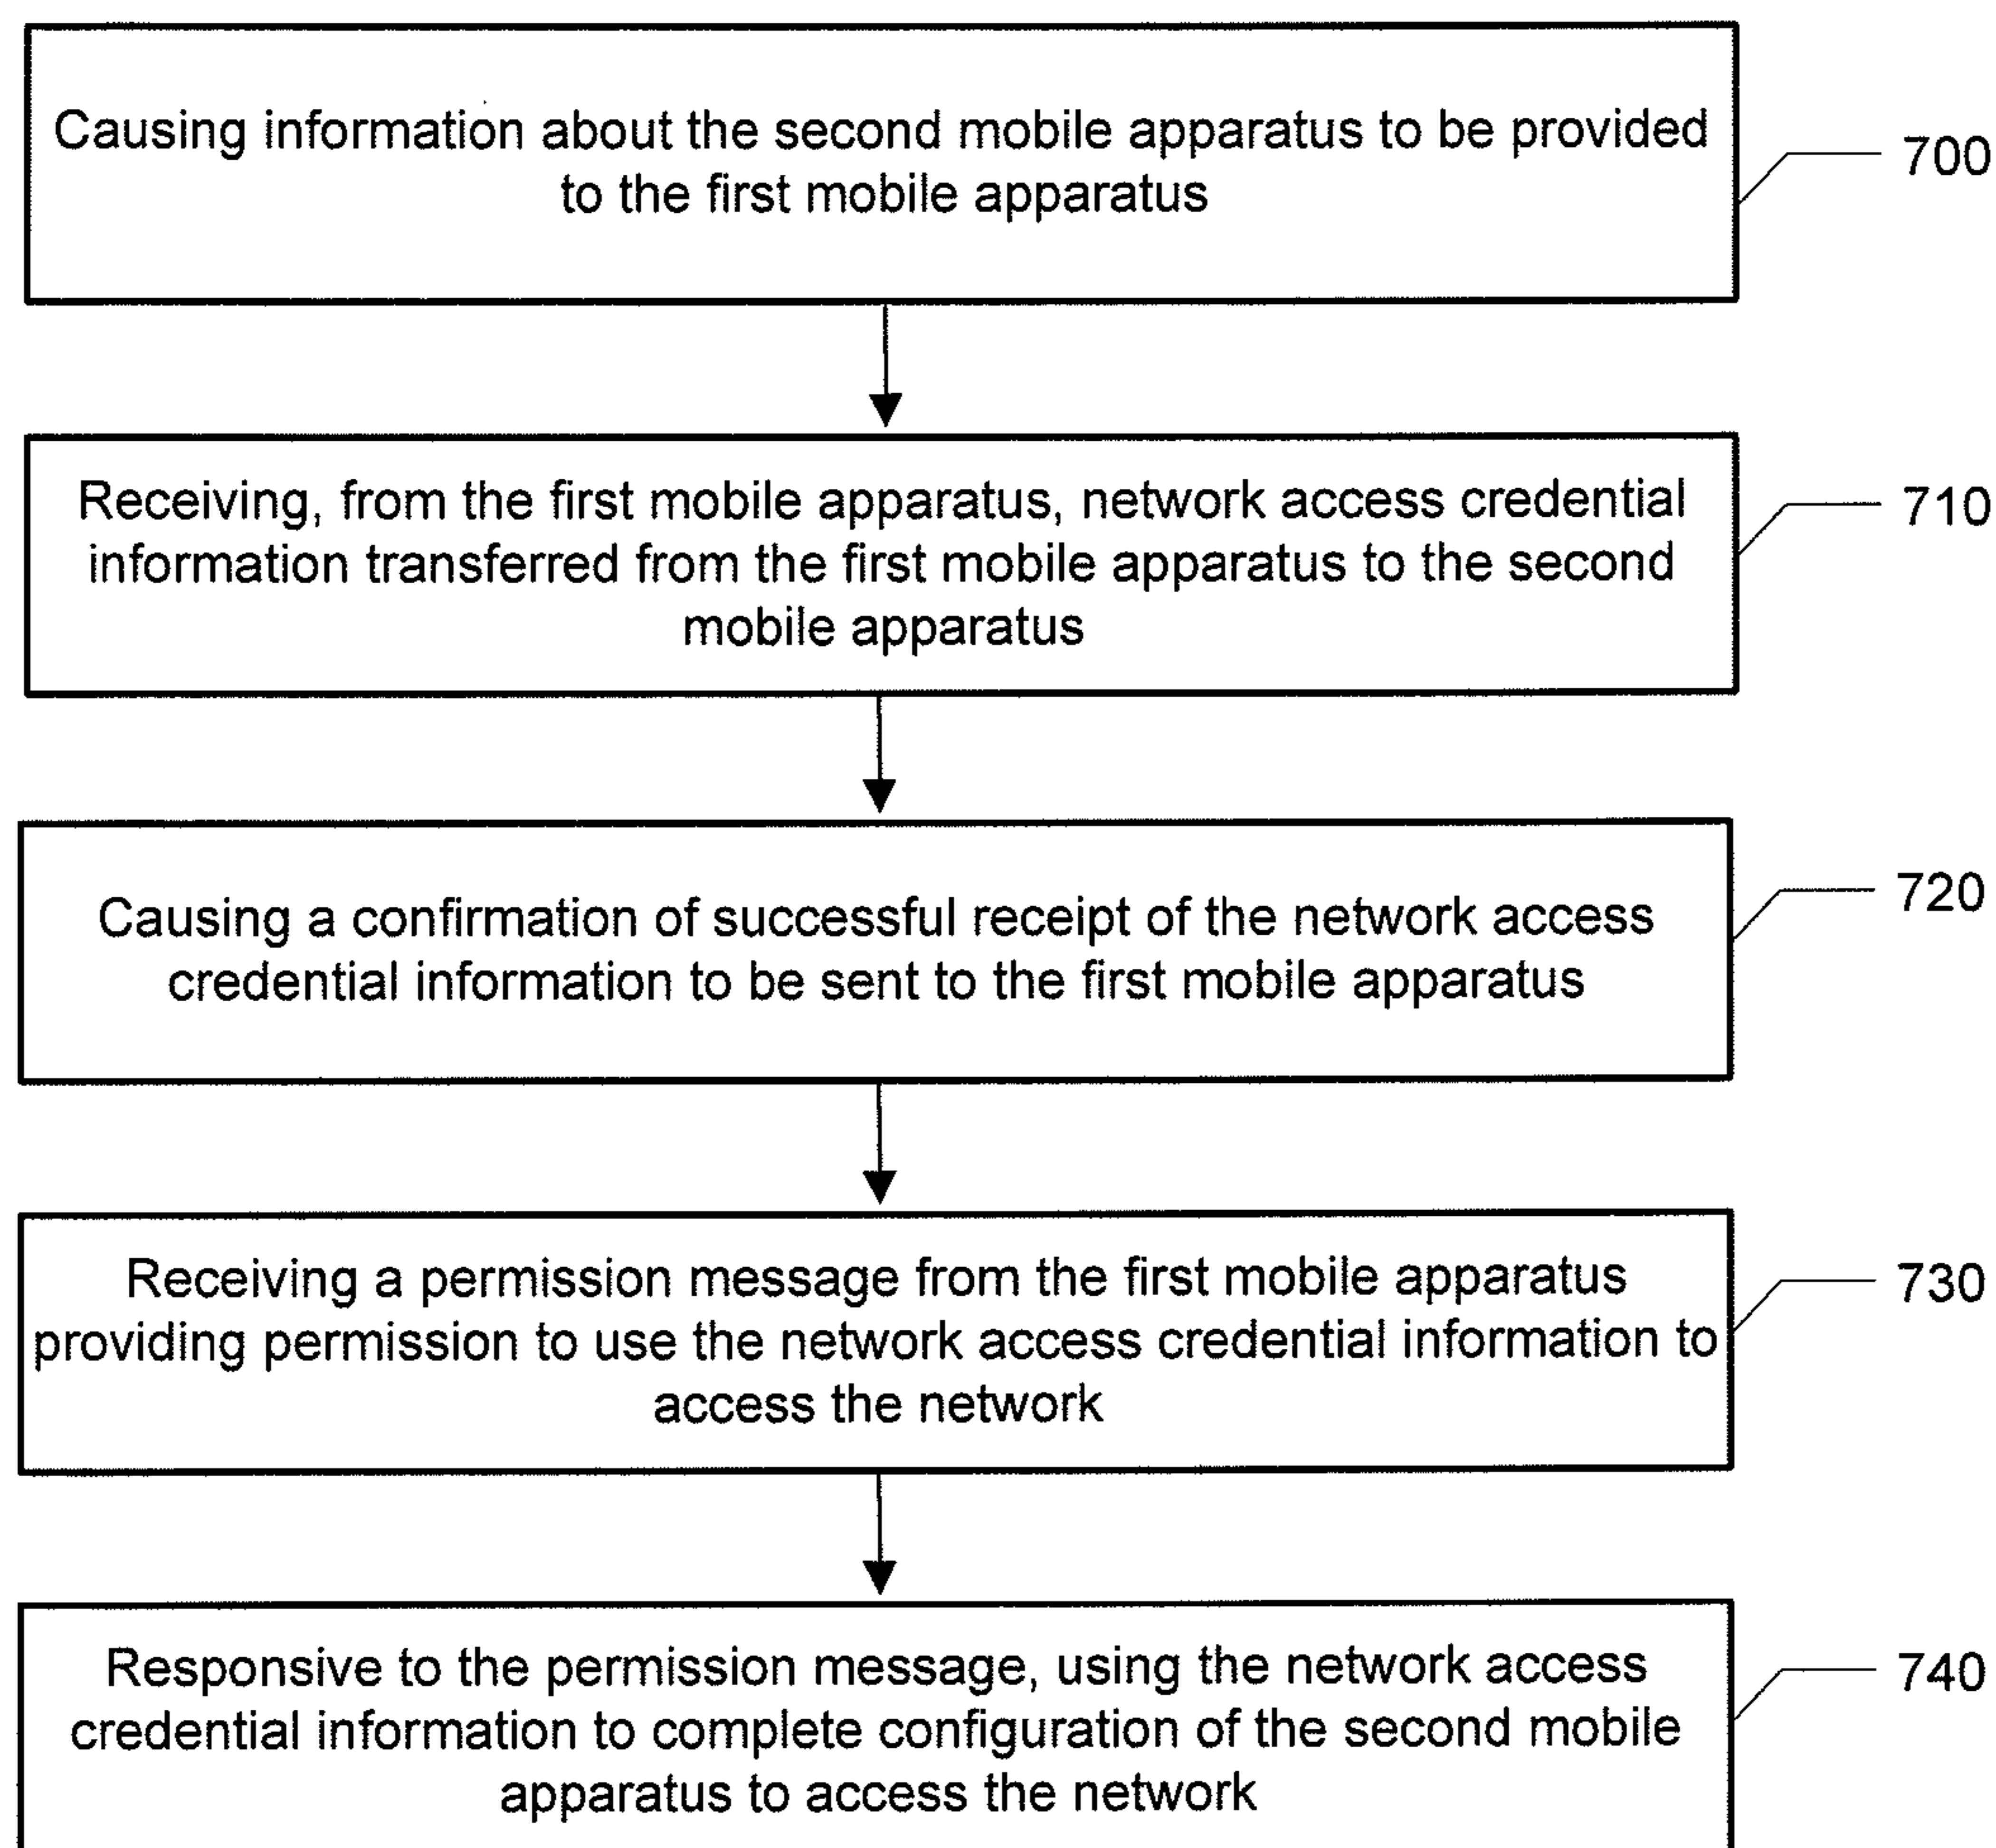 Causing information about the second mobile apparatus to be provided
to the first mobile apparatus
700
Receiving, from the first mobile apparatus, network access credential
information transferred from the first mobile apparatus to the second
mobile apparatus
710
Causing a confirmation of successful receipt of the network access
credential information to be sent to the first mobile apparatus
720
Receiving a permission message from the first mobile apparatus
providing permission to use the network access credential information to
access the network
730
Responsive to the permission message, using the network access
credential information to complete configuration of the second mobile
apparatus to access the network
740